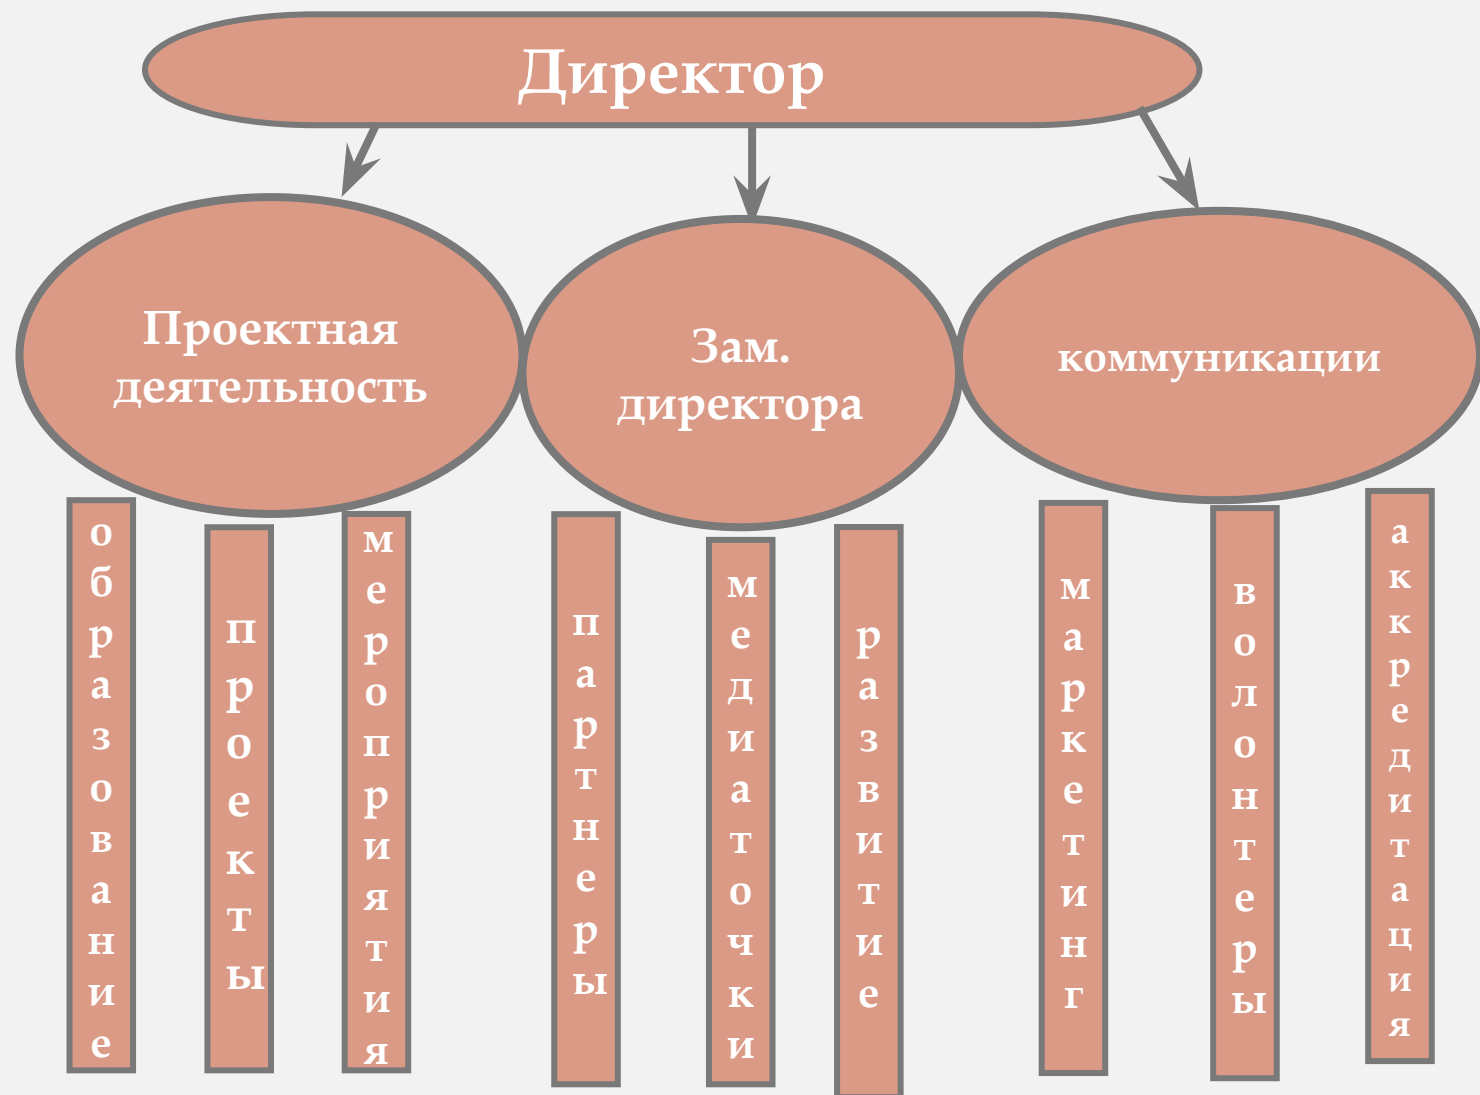 Директор
Проектная
деятельность
Зам.
директора
коммуникации
образование
проекты
мероприятия
партнеры
медиаточки
развитие
маркетинг
волонтеры
аккредитация